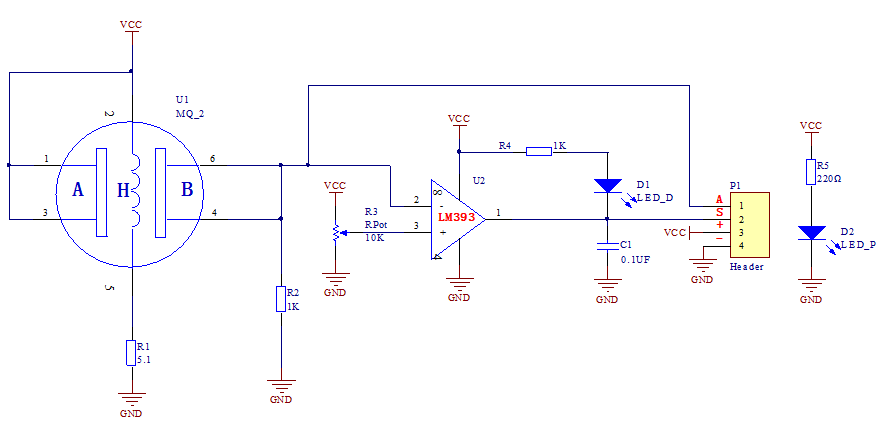 VCC
U1
MQ_2
2
1
6
A
H
B
3
4
5
R1
5.1
GND
R2
1K
GND
VCC
R3
RPot
10K
GND
VCC
R4
1K
U2
8
2
-
LM393
1
3
+
4
GND
D1
LED_D
C1
0.1UF
GND
P1
A
1
S
2
VCC
+
3
-
4
Header
GND
VCC
R5
220Ω
D2
LED_P
GND